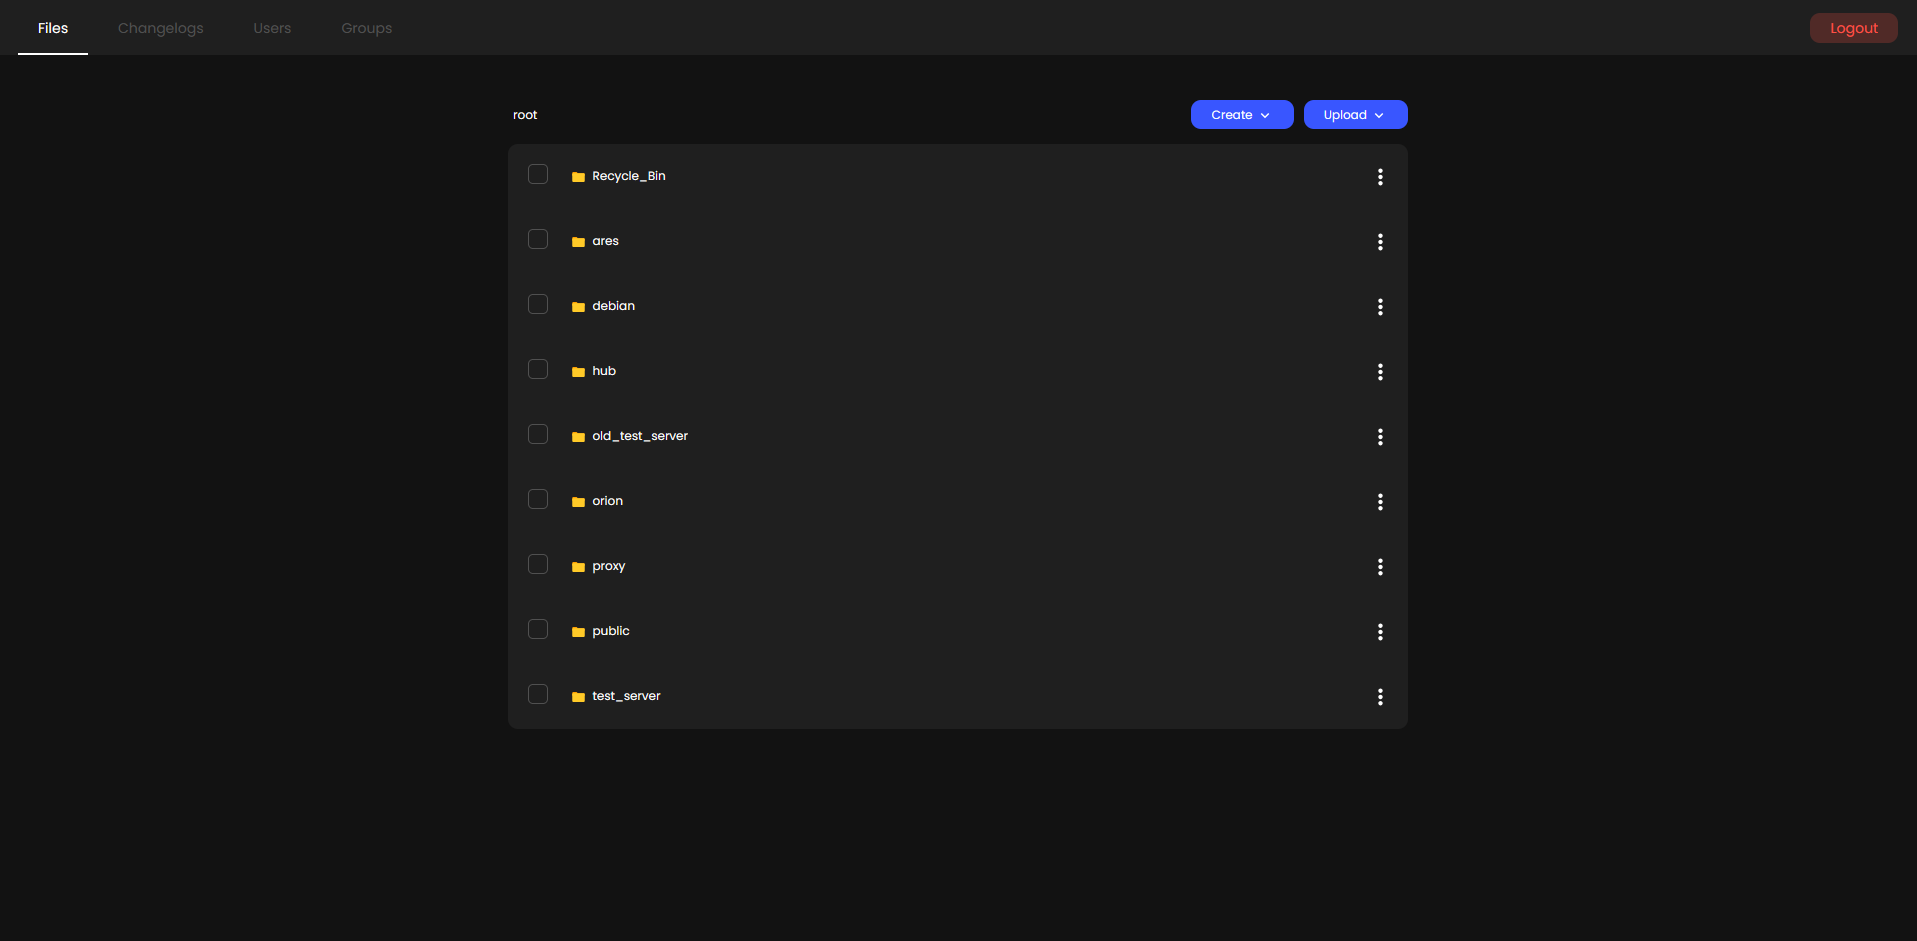 Files Changelogs Users Groups Logout
root Create Upload
Recycle_Bin
ares
debian
hub
old_test_server
orion
proxy
public
test_server